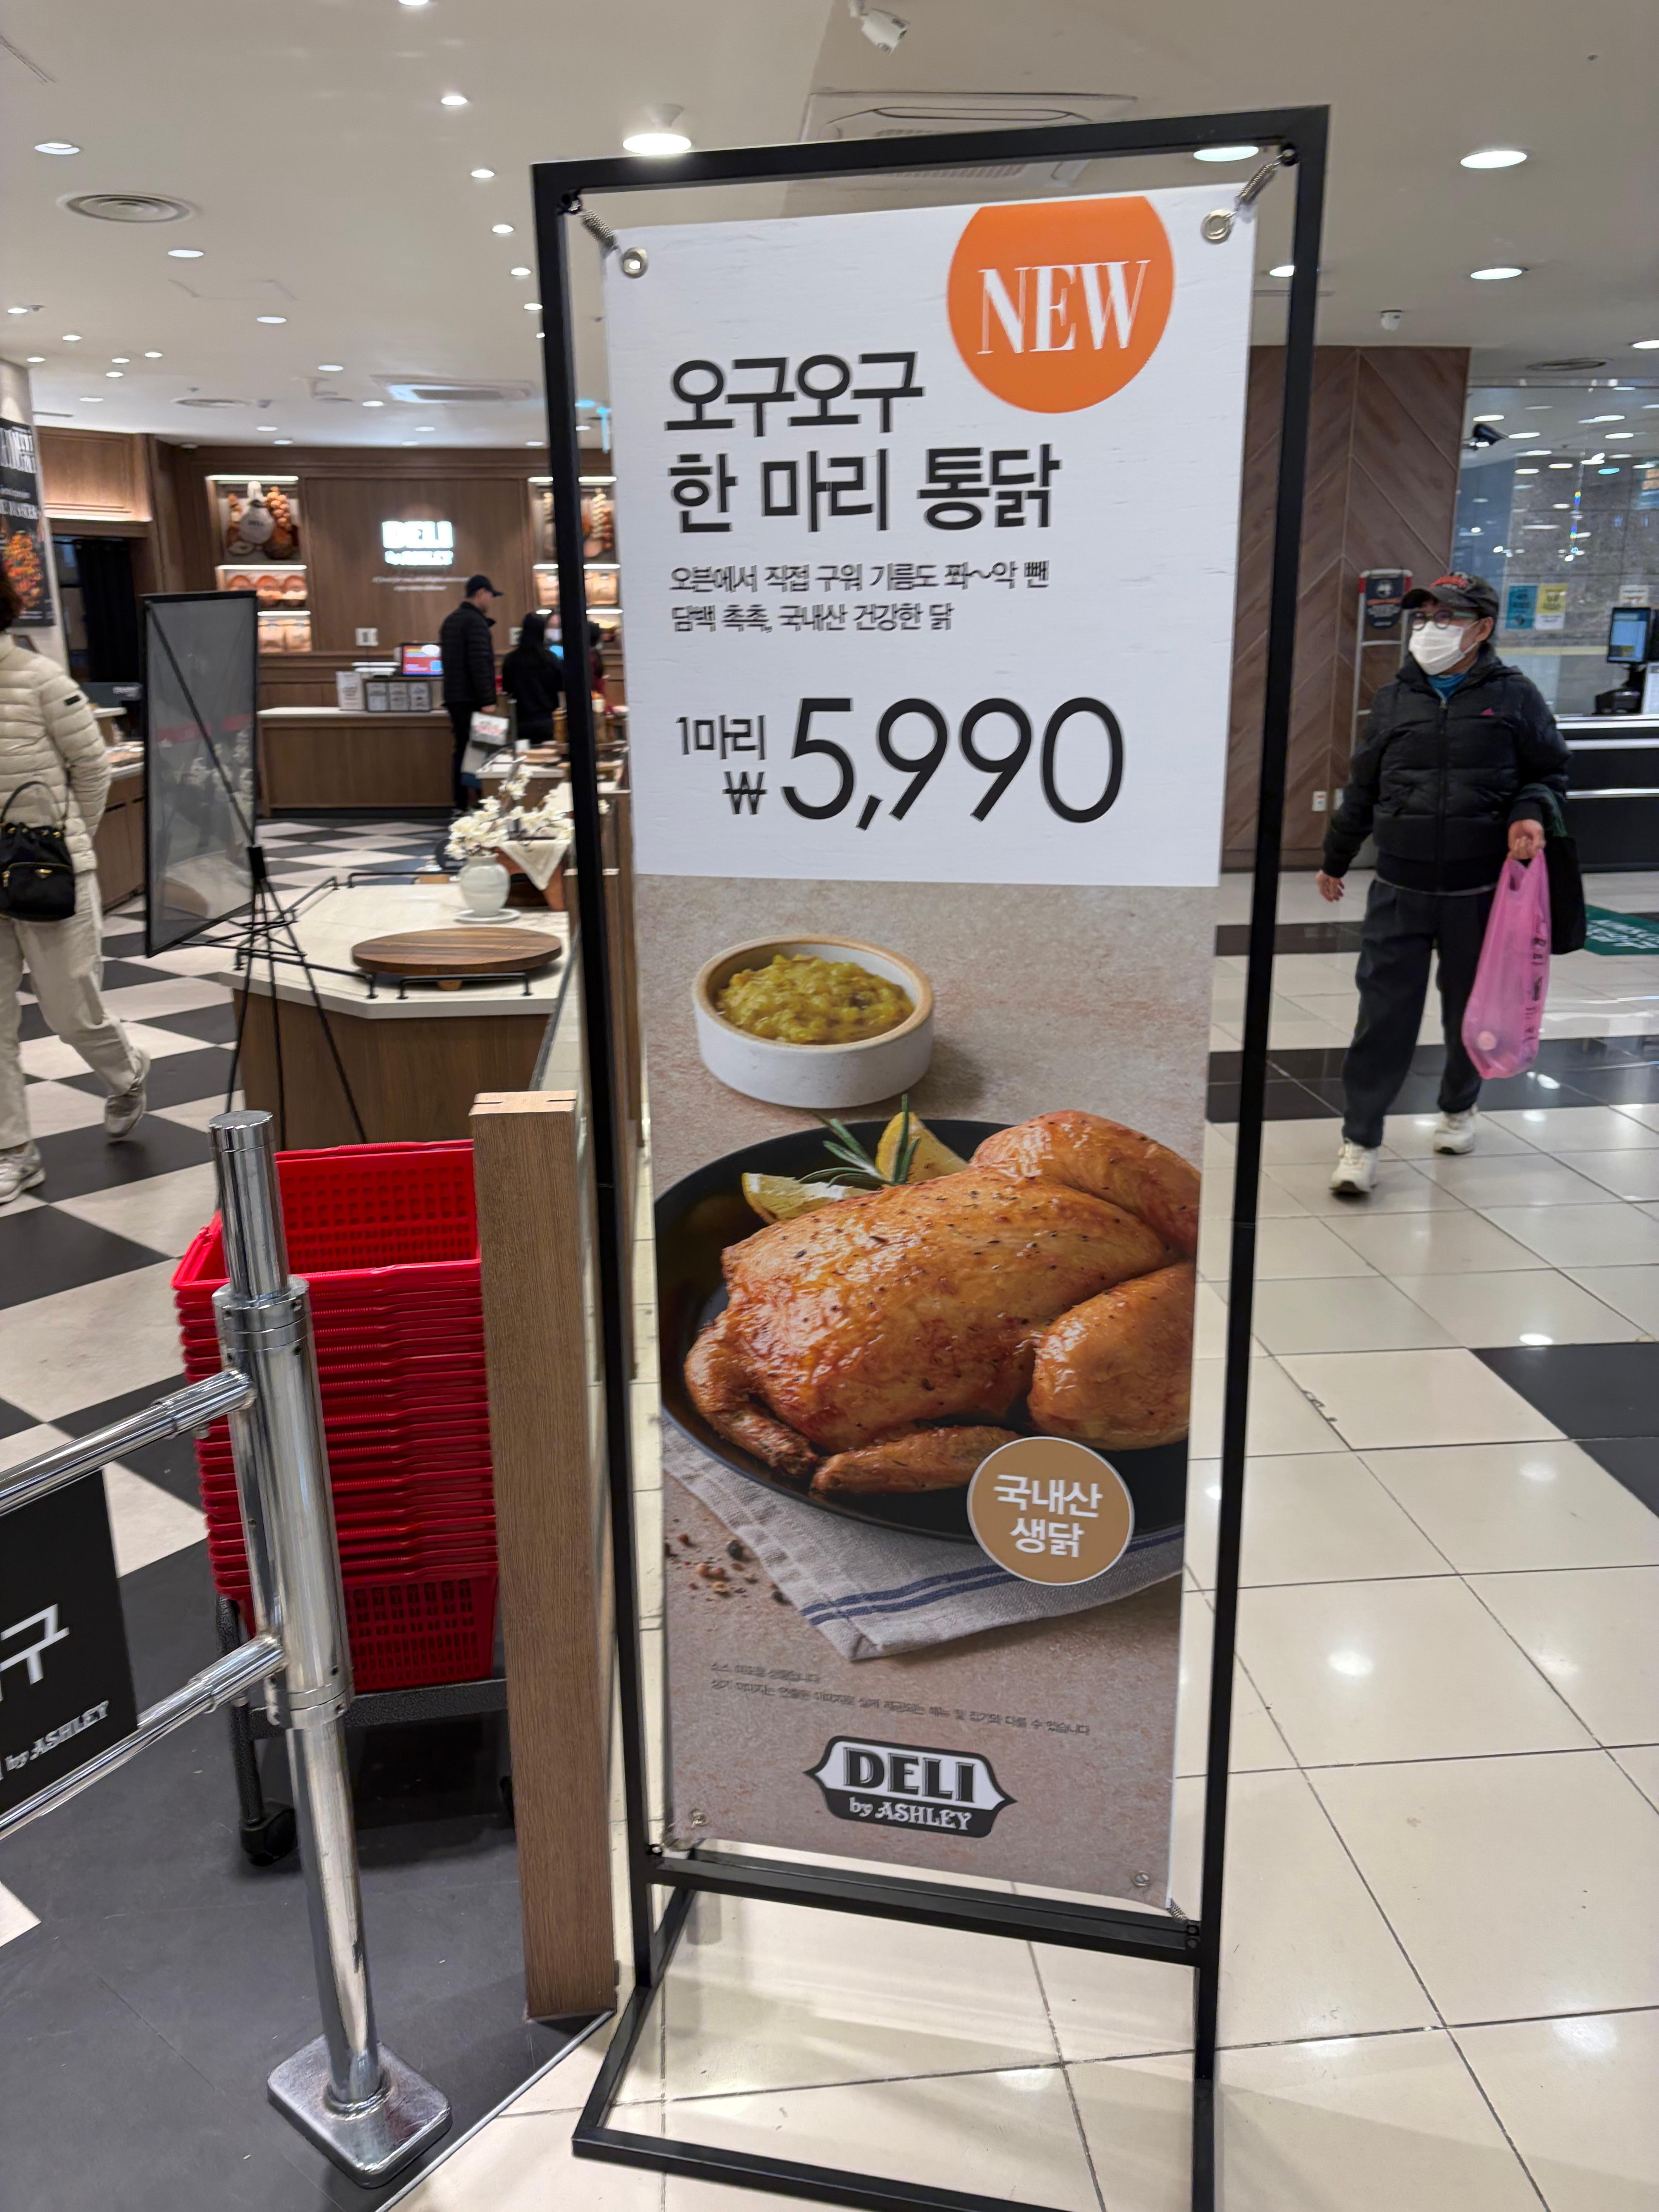 NEW
오구오구
한 마리 통닭
오븐에서 직접 구워 기름도 쫘~악 뺀
담백 촉촉, 국내산 건강한 닭
1마리
₩5,990
국내산
생닭
DELI
by ASHLEY
DELI
by ASHLEY
구
by ASHLEY